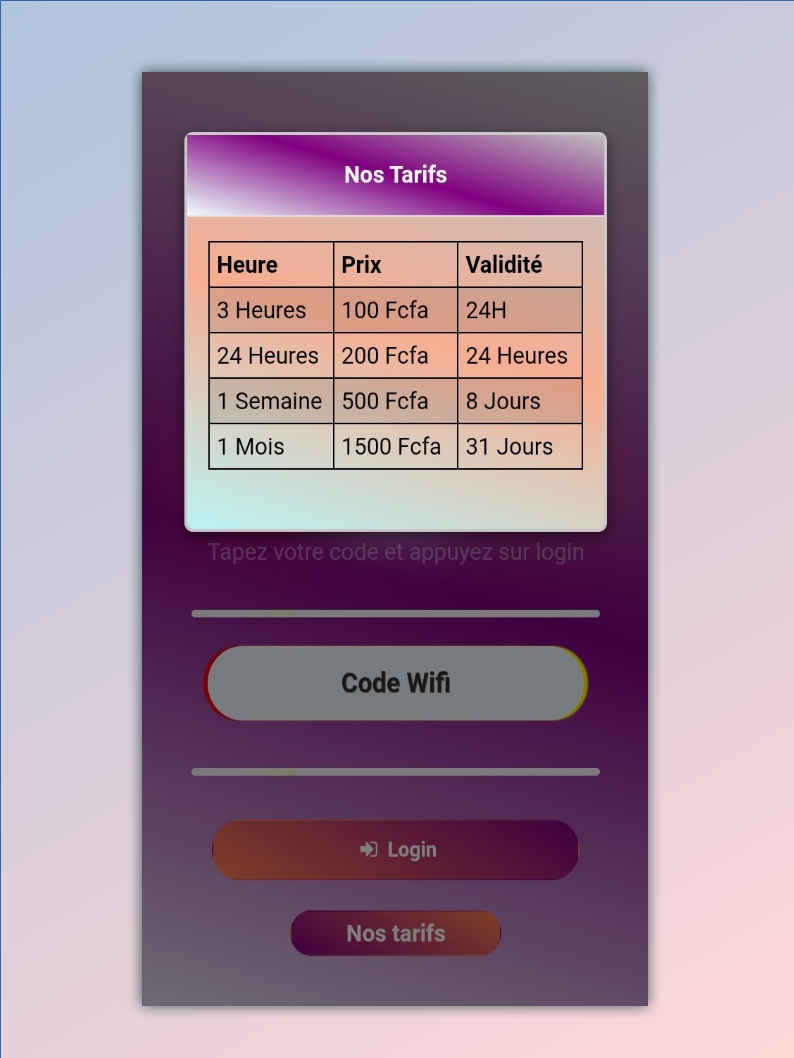 Nos Tarifs
Heure Prix Validité
3 Heures 100 Fcfa 24H
24 Heures 200 Fcfa 24 Heures
1 Semaine 500 Fcfa 8 Jours
1 Mois 1500 Fcfa 31 Jours
Tapez votre code et appuyez sur login
Code Wifi
Login
Nos tarifs